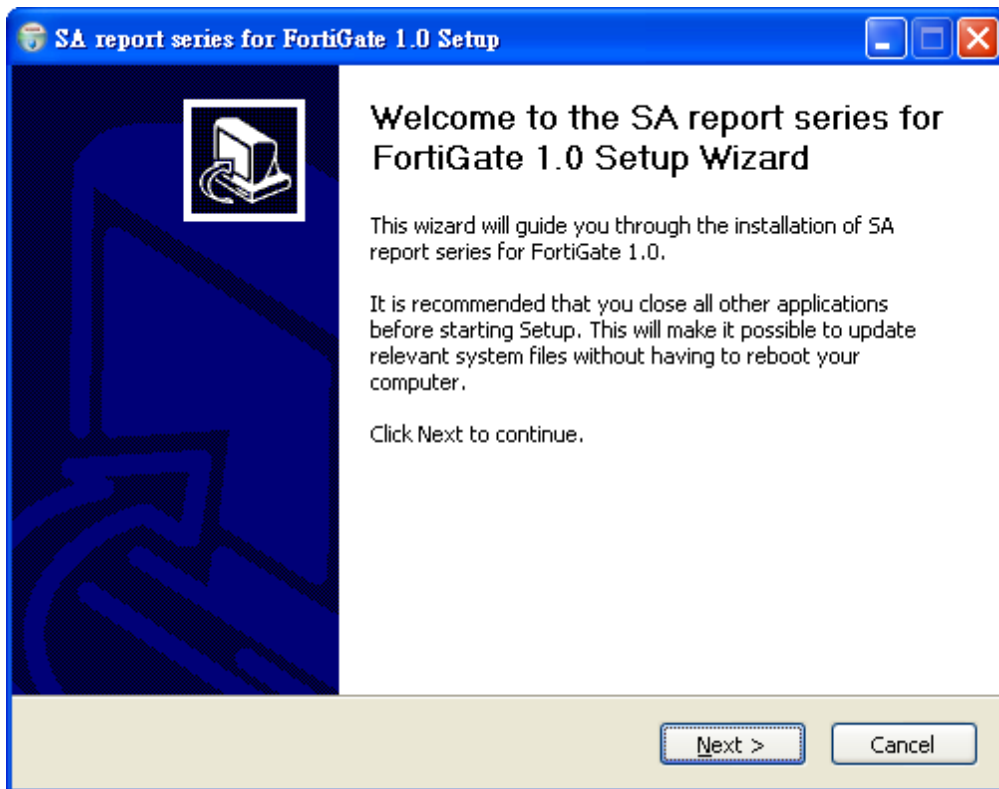 SA report series for FortiGate 1.0 Setup
Welcome to the SA report series for
FortiGate 1.0 Setup Wizard
This wizard will guide you through the installation of SA
report series for FortiGate 1.0.
It is recommended that you close all other applications
before starting Setup. This will make it possible to update
relevant system files without having to reboot your
computer.
Click Next to continue.
Next >
Cancel